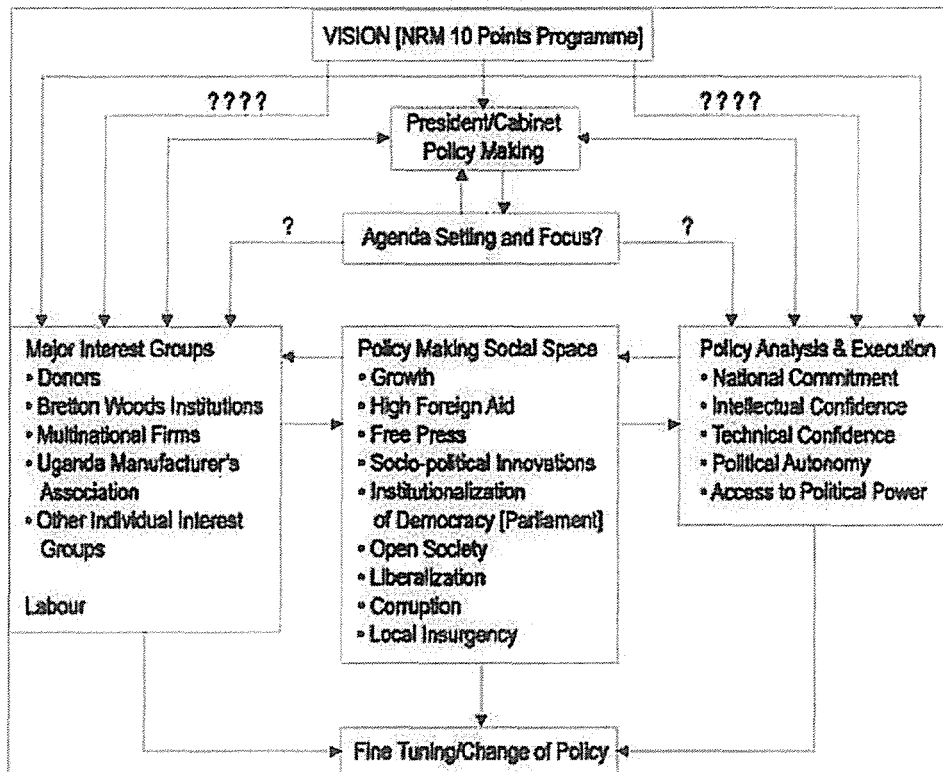 VISION [NRM 10 Points Programme]
????
????
President/Cabinet
Policy Making
?
Agenda Setting and Focus?
?
Major Interest Groups
• Donors
• Bretton Woods Institutions
• Multinational Firms
• Uganda Manufacturer's
Association
• Other Individual Interest
Groups
Labour
Policy Making Social Space
• Growth
• High Foreign Aid
• Free Press
• Socio-political Innovations
• Institutionalization
of Democracy [Parliament]
• Open Society
• Liberalization
• Corruption
• Local Insurgency
Policy Analysis & Execution
• National Commitment
• Intellectual Confidence
• Technical Confidence
• Political Autonomy
• Access to Political Power
Fine Tuning/Change of Policy